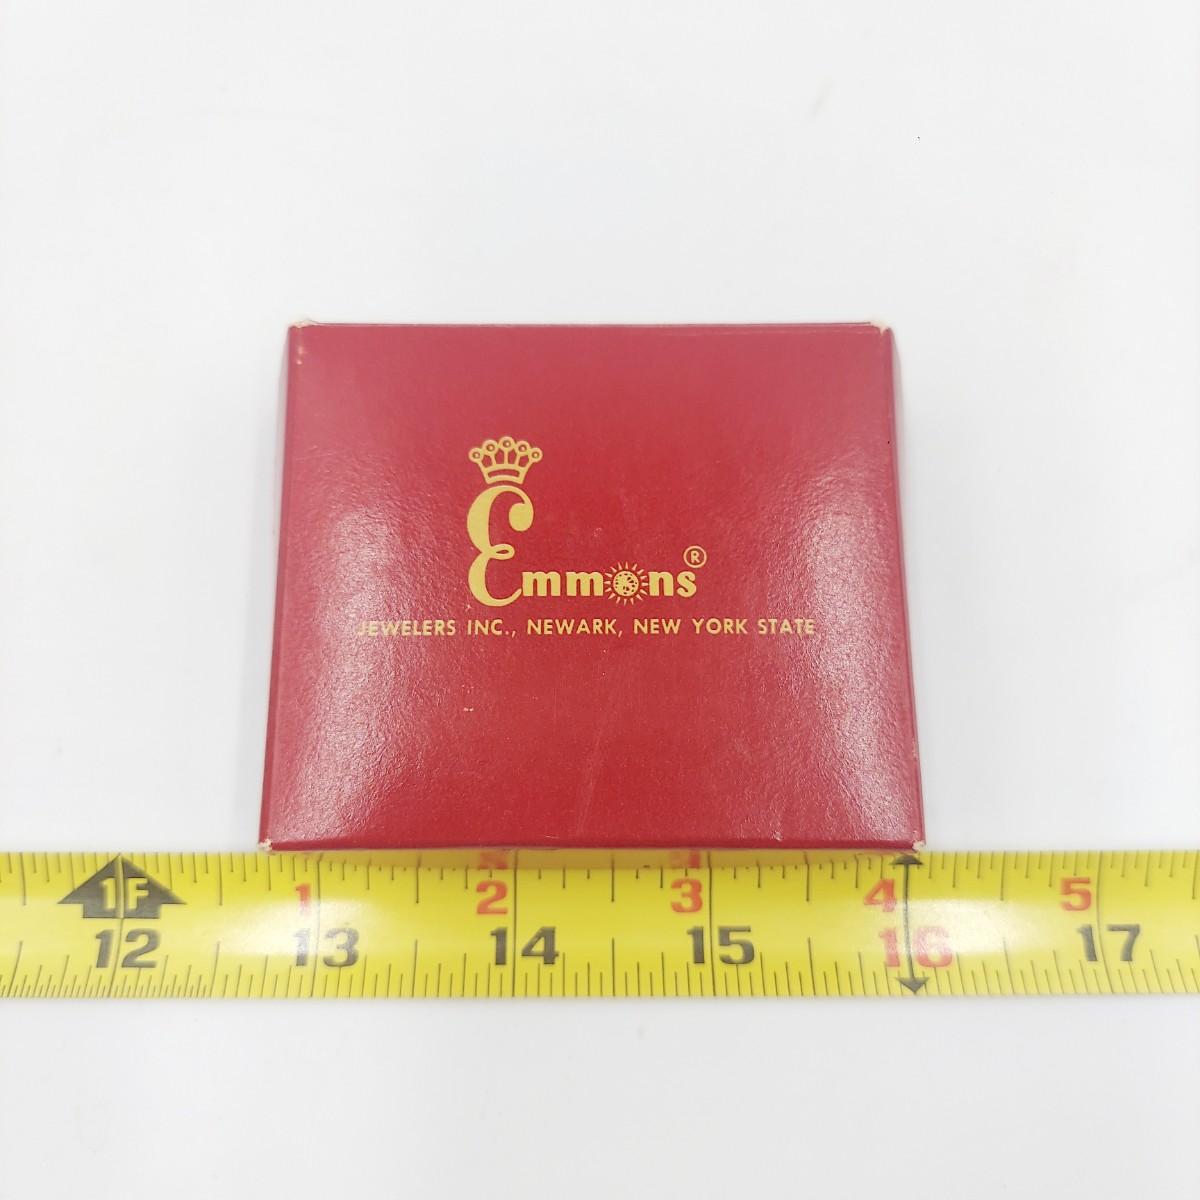 Emmons®
JEWELERS INC., NEWARK, NEW YORK STATE
1F 1 2 3 4 5
12 13 14 15 16 17